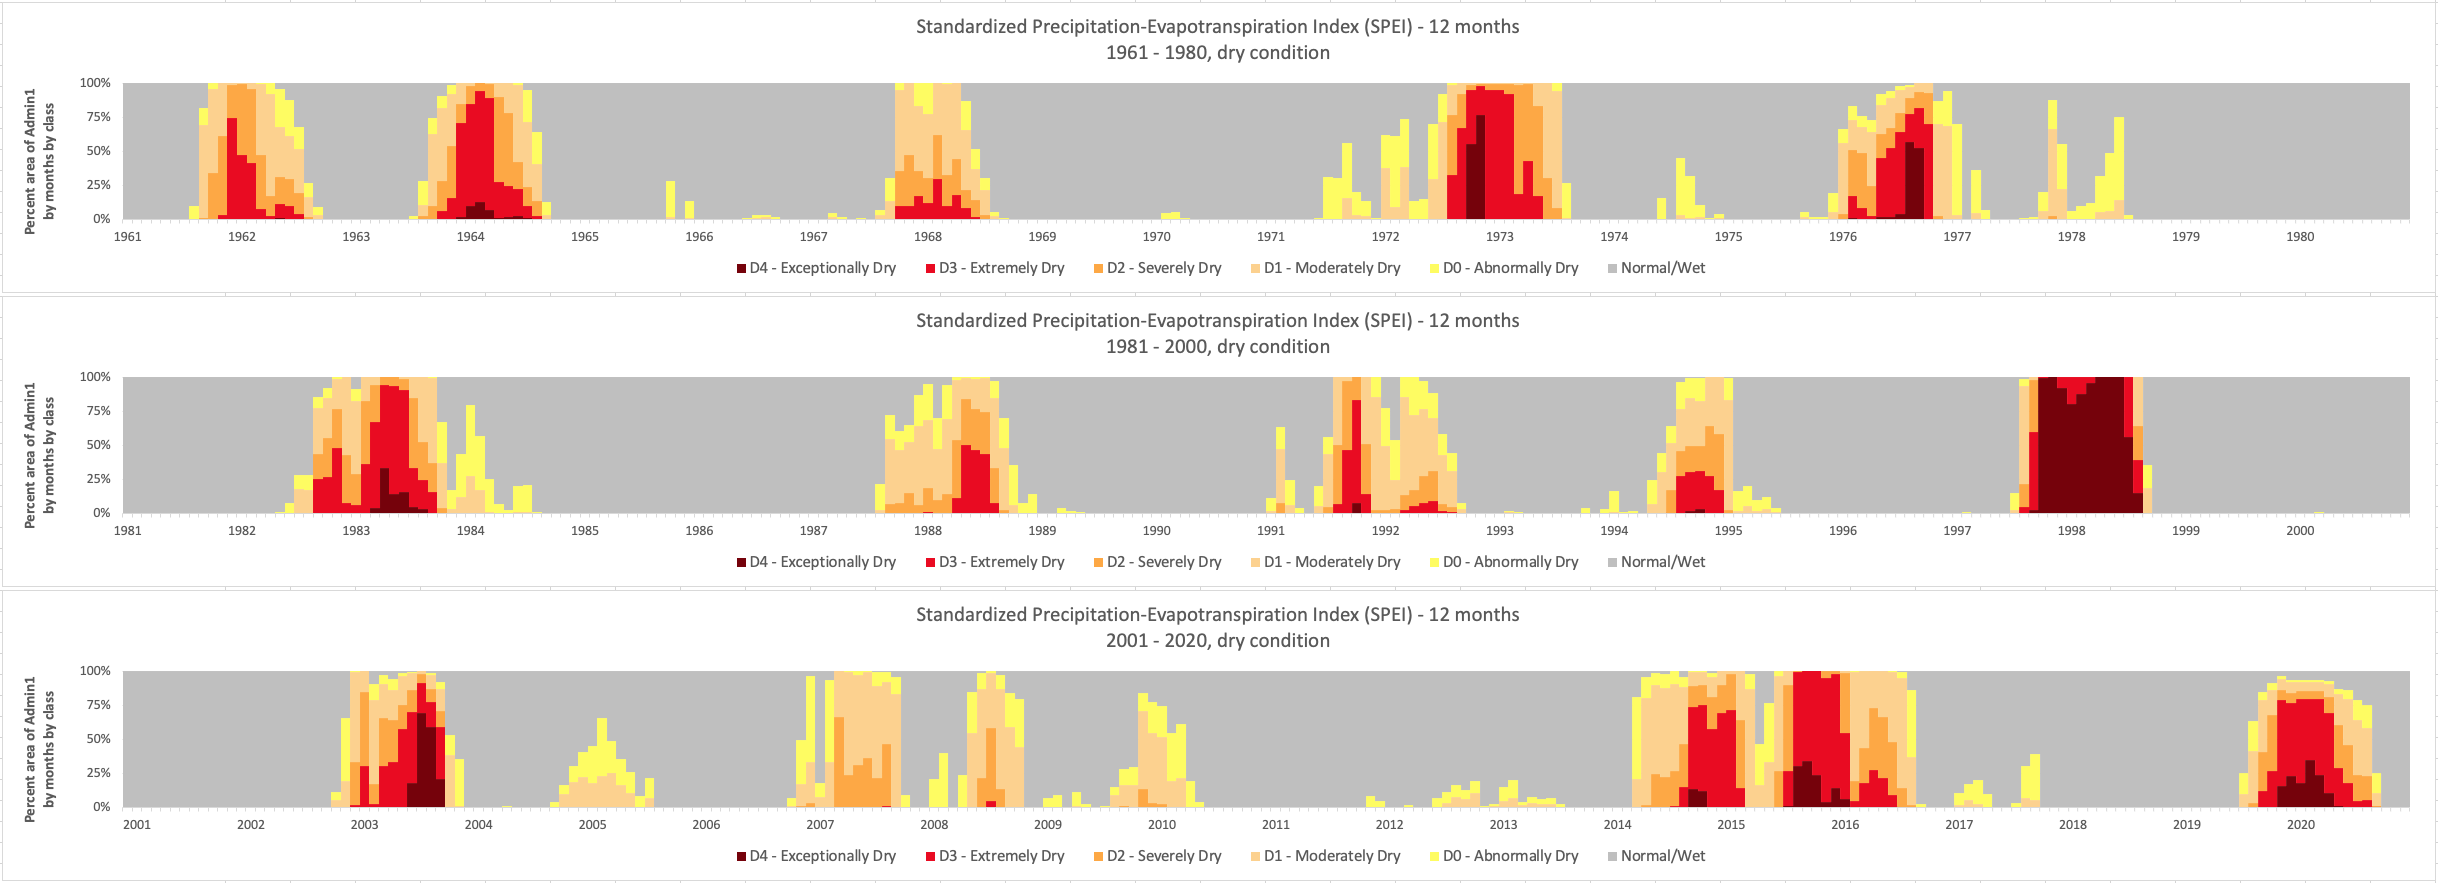 Standardized Precipitation-Evapotranspiration Index (SPEI) - 12 months
1961 - 1980, dry condition
Percent area of Admin1
by months by class
100%
75%
50%
25%
0%
1961 1962 1963 1964 1965 1966 1967 1968 1969 1970 1971 1972 1973 1974 1975 1976 1977 1978 1979 1980
D4 - Exceptionally Dry D3 - Extremely Dry D2 - Severely Dry D1 - Moderately Dry D0 - Abnormally Dry Normal/Wet
Standardized Precipitation-Evapotranspiration Index (SPEI) - 12 months
1981 - 2000, dry condition
Percent area of Admin1
by months by class
100%
75%
50%
25%
0%
1981 1982 1983 1984 1985 1986 1987 1988 1989 1990 1991 1992 1993 1994 1995 1996 1997 1998 1999 2000
D4 - Exceptionally Dry D3 - Extremely Dry D2 - Severely Dry D1 - Moderately Dry D0 - Abnormally Dry Normal/Wet
Standardized Precipitation-Evapotranspiration Index (SPEI) - 12 months
2001 - 2020, dry condition
Percent area of Admin1
by months by class
100%
75%
50%
25%
0%
2001 2002 2003 2004 2005 2006 2007 2008 2009 2010 2011 2012 2013 2014 2015 2016 2017 2018 2019 2020
D4 - Exceptionally Dry D3 - Extremely Dry D2 - Severely Dry D1 - Moderately Dry D0 - Abnormally Dry Normal/Wet